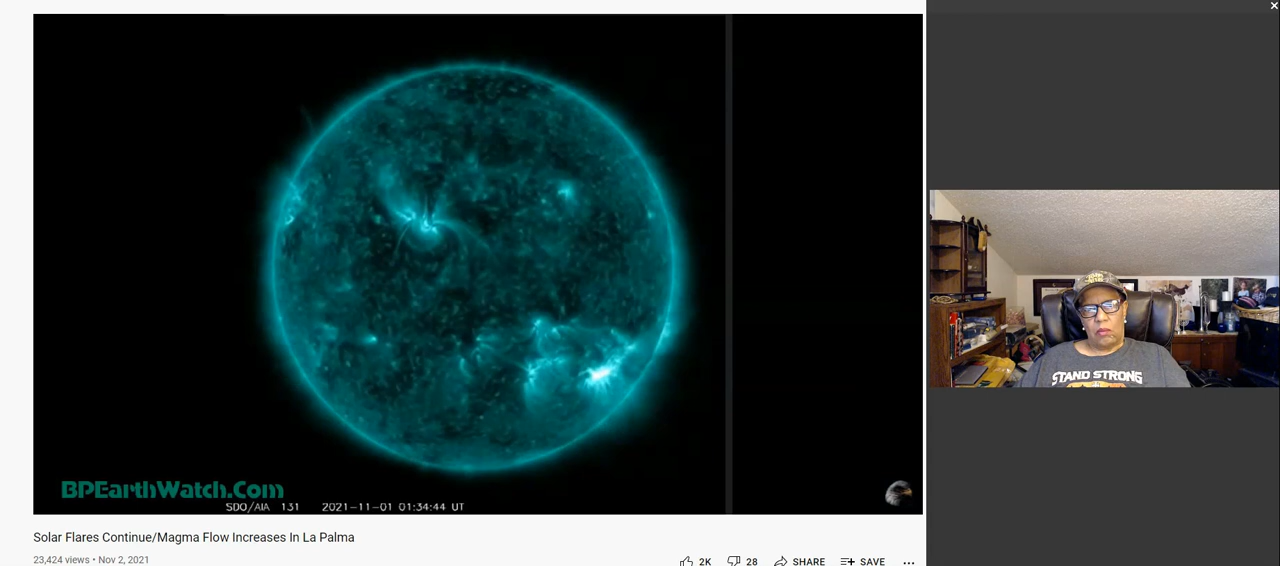 BPEarthWatch.Com
SDO/AIA 131 2021-11-01 01:34:44 UT
Solar Flares Continue/Magma Flow Increases In La Palma
23,424 views • Nov 2, 2021
2K 28 SHARE SAVE
STAND STRONG